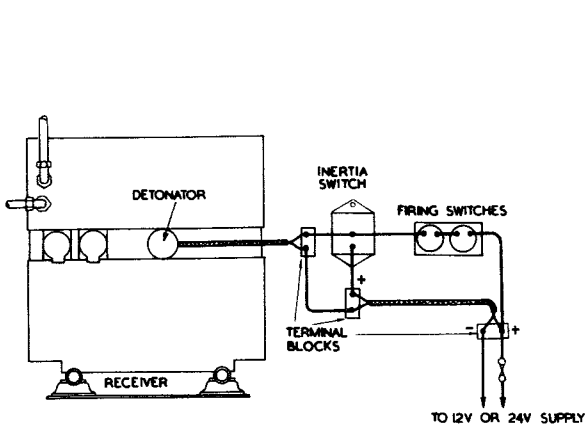 INERTIA
SWITCH
DETONATOR
FIRING SWITCHES
+
TERMINAL
BLOCKS
- +
RECEIVER
TO 12V OR 24V SUPPLY